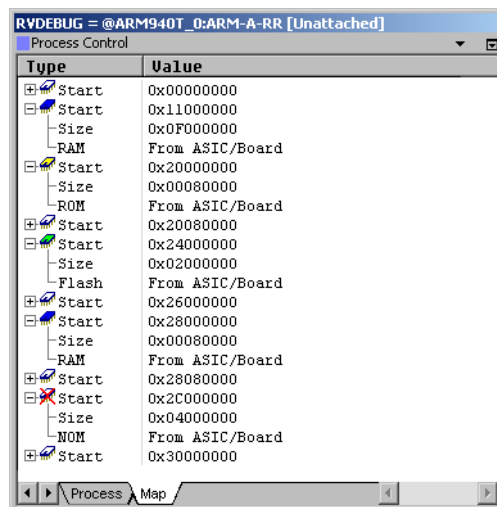 RVDEBUG = @ARM940T_0:ARM-A-RR [Unattached]
Process Control
Type Value
Start 0x00000000
Start 0x11000000
Size 0x0F000000
RAM From ASIC/Board
Start 0x20000000
Size 0x00080000
ROM From ASIC/Board
Start 0x20080000
Start 0x24000000
Size 0x02000000
Flash From ASIC/Board
Start 0x26000000
Start 0x28000000
Size 0x00080000
RAM From ASIC/Board
Start 0x28080000
Start 0x2C000000
Size 0x04000000
NOM From ASIC/Board
Start 0x30000000
Process Map